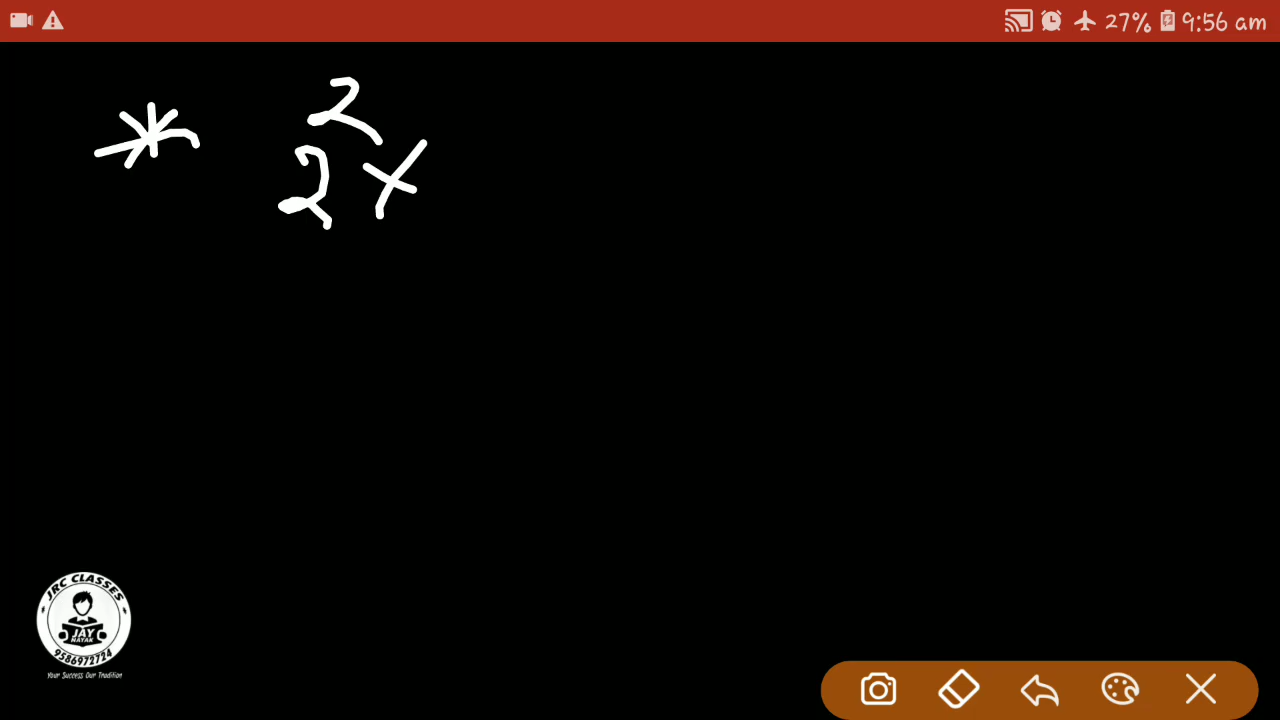 27% 9:56 am
* 2
2x
JRC CLASSES
JAY
NAYAK
9586972724
Your Success Our Tradition